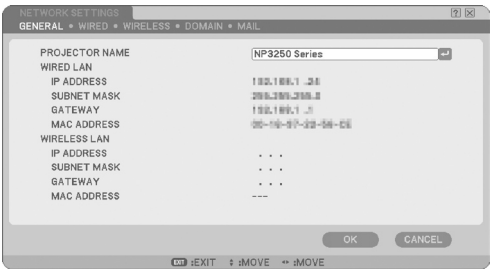 NETWORK SETTINGS
GENERAL • WIRED • WIRELESS • DOMAIN • MAIL
PROJECTOR NAME NP3250 Series
WIRED LAN
IP ADDRESS
SUBNET MASK
GATEWAY
MAC ADDRESS
WIRELESS LAN
IP ADDRESS . . .
SUBNET MASK . . .
GATEWAY . . .
MAC ADDRESS ---
OK CANCEL
EXIT :EXIT :MOVE :MOVE